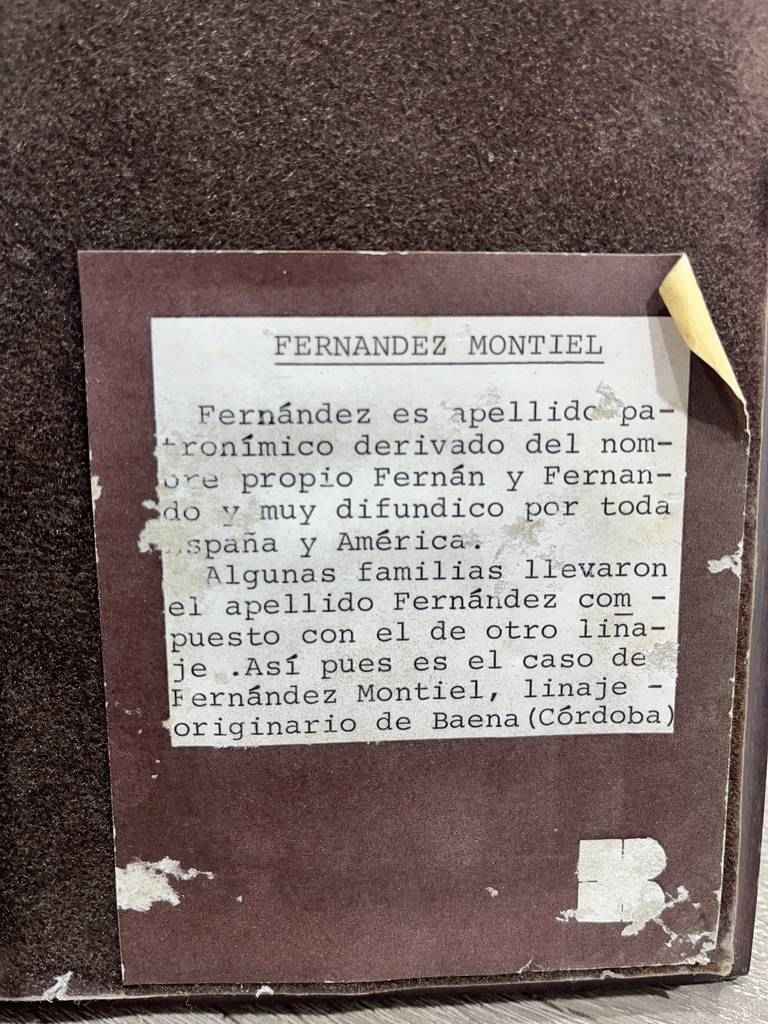 FERNANDEZ MONTIEL
Fernández es apellido pa-
tronímico derivado del nom-
bre propio Fernán y Fernan-
do y muy difundico por toda
España y América.
Algunas familias llevaron
el apellido Fernández com -
puesto con el de otro lina-
je .Así pues es el caso de
Fernández Montiel, linaje -
originario de Baena(Córdoba)
B